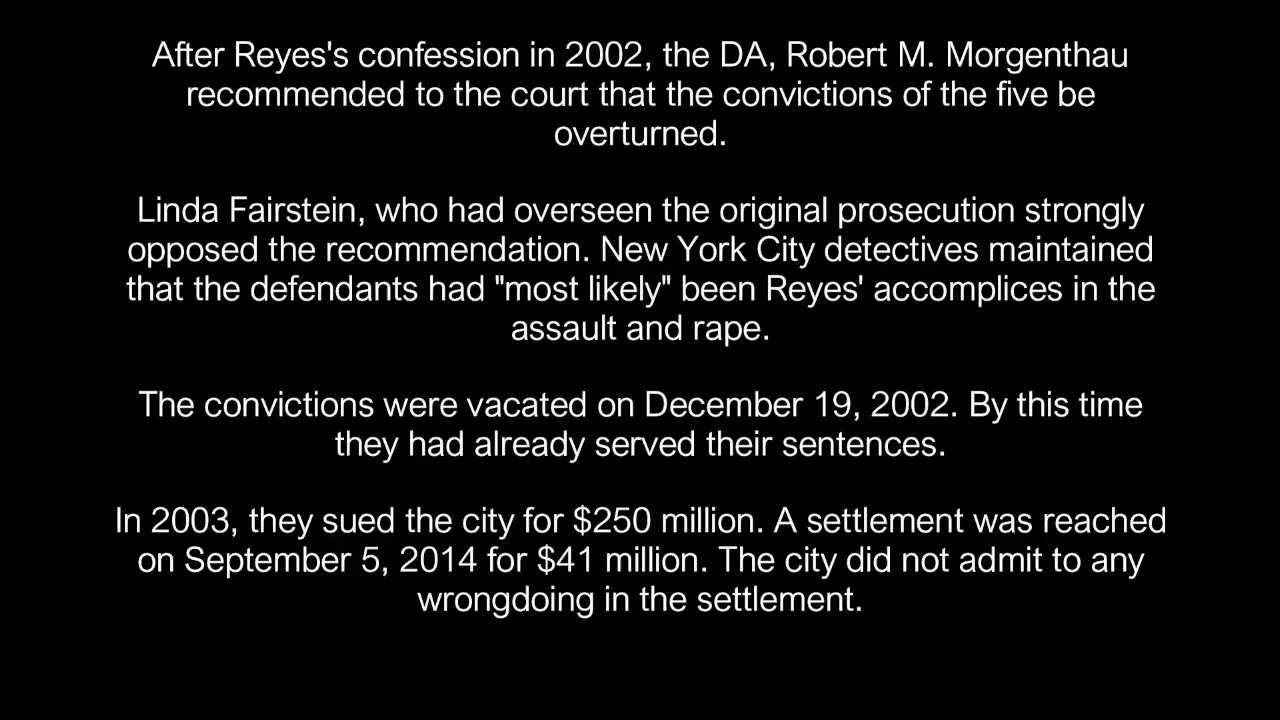 After Reyes's confession in 2002, the DA, Robert M. Morgenthau
recommended to the court that the convictions of the five be
overturned.
Linda Fairstein, who had overseen the original prosecution strongly
opposed the recommendation. New York City detectives maintained
that the defendants had "most likely" been Reyes' accomplices in the
assault and rape.
The convictions were vacated on December 19, 2002. By this time
they had already served their sentences.
In 2003, they sued the city for $250 million. A settlement was reached
on September 5, 2014 for $41 million. The city did not admit to any
wrongdoing in the settlement.